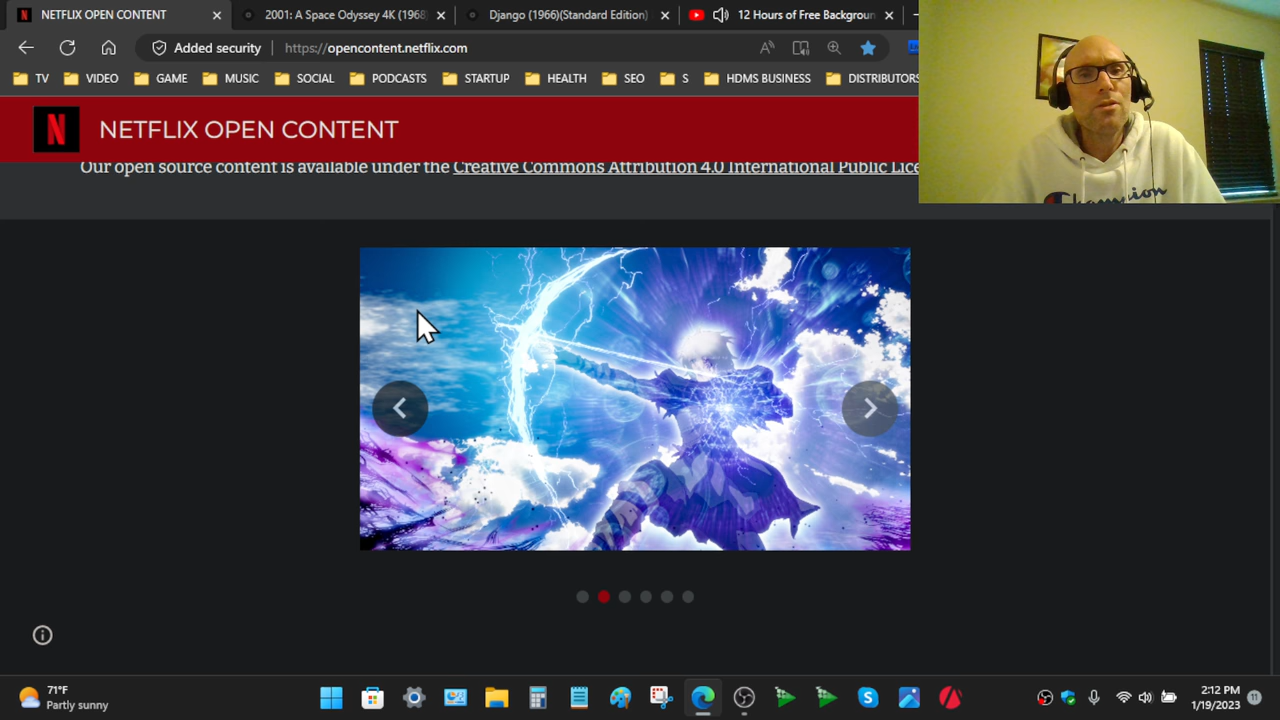 NETFLIX OPEN CONTENT
2001: A Space Odyssey 4K (1968
Django (1966)(Standard Edition)
12 Hours of Free Backgroun
Added security
https://opencontent.netflix.com
TV
VIDEO
GAME
MUSIC
SOCIAL
PODCASTS
STARTUP
HEALTH
SEO
S
HDMS BUSINESS
DISTRIBUTORS
N
NETFLIX OPEN CONTENT
Our open source content is available under the Creative Commons Attribution 4.0 International Public Lice
Champion
71°F
Partly sunny
2:12 PM
1/19/2023
11